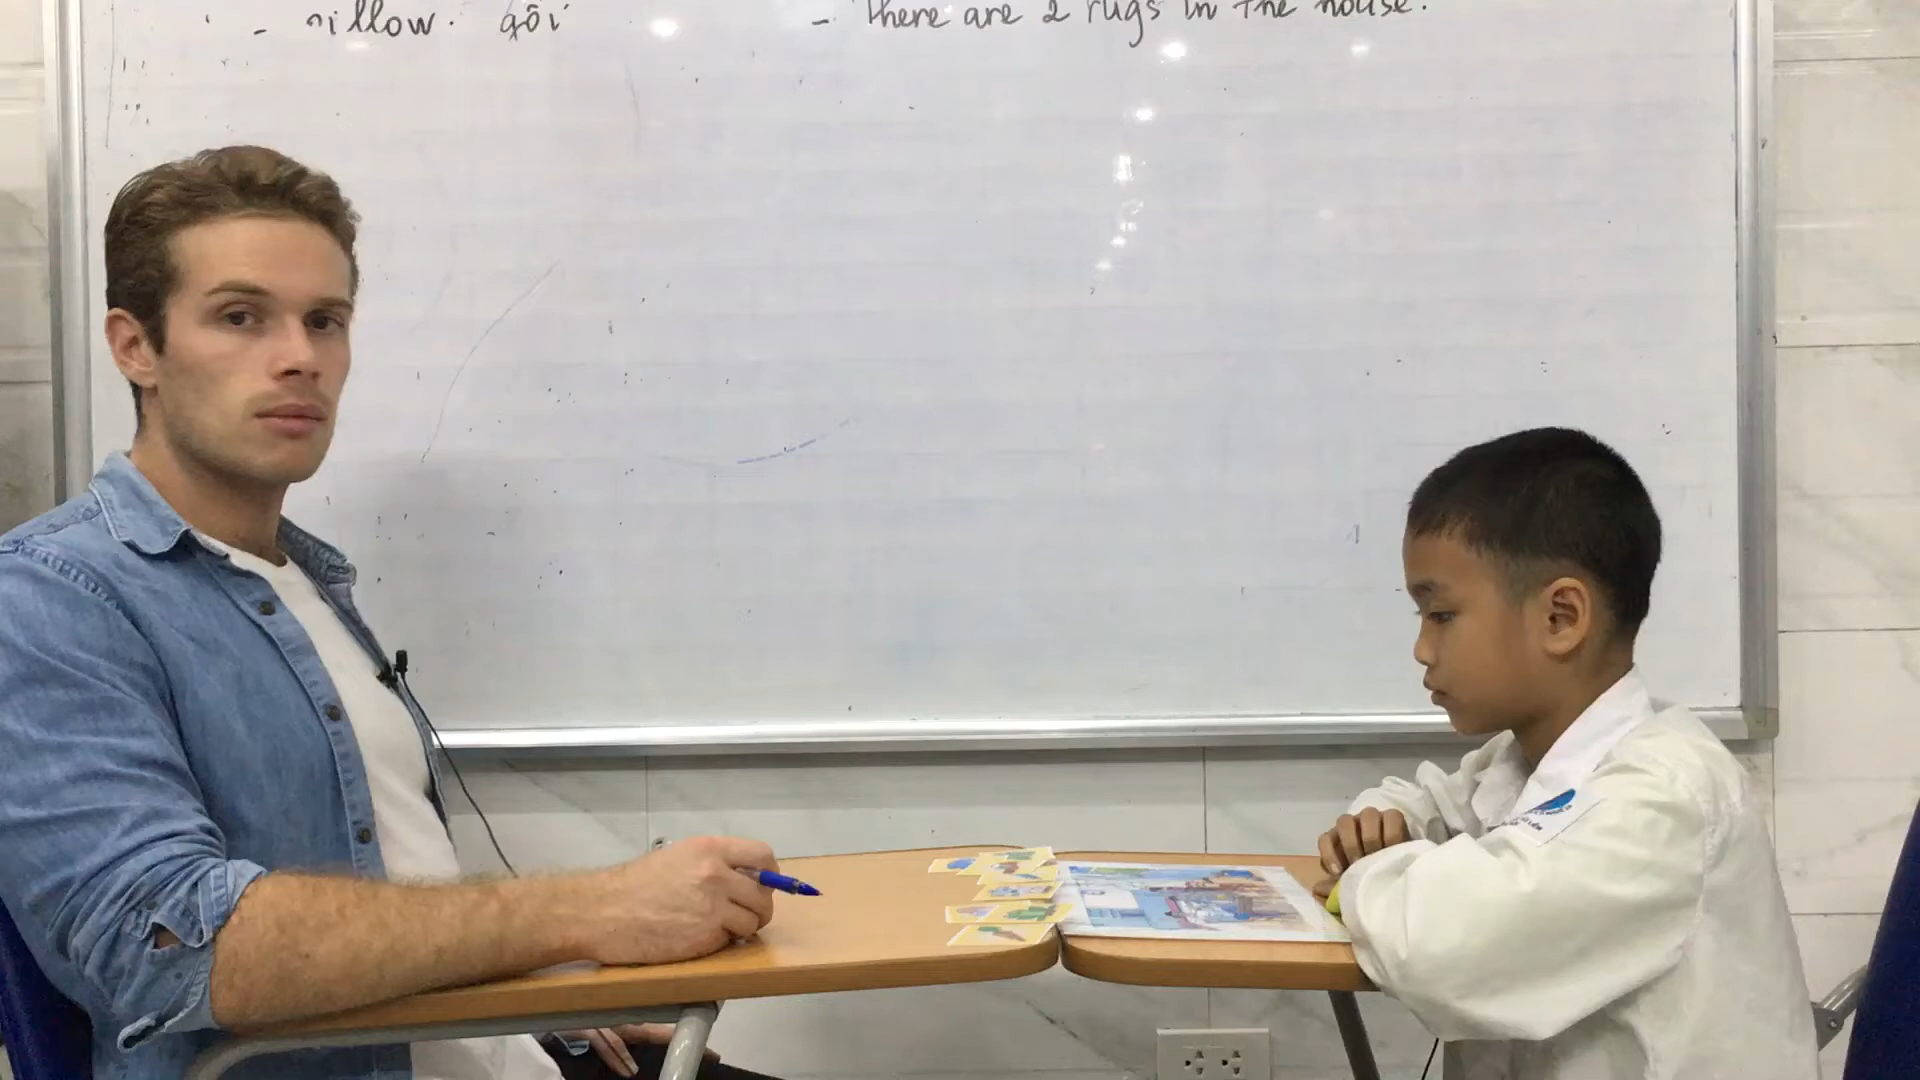 - pillow. gối
- There are 2 rugs in the house.